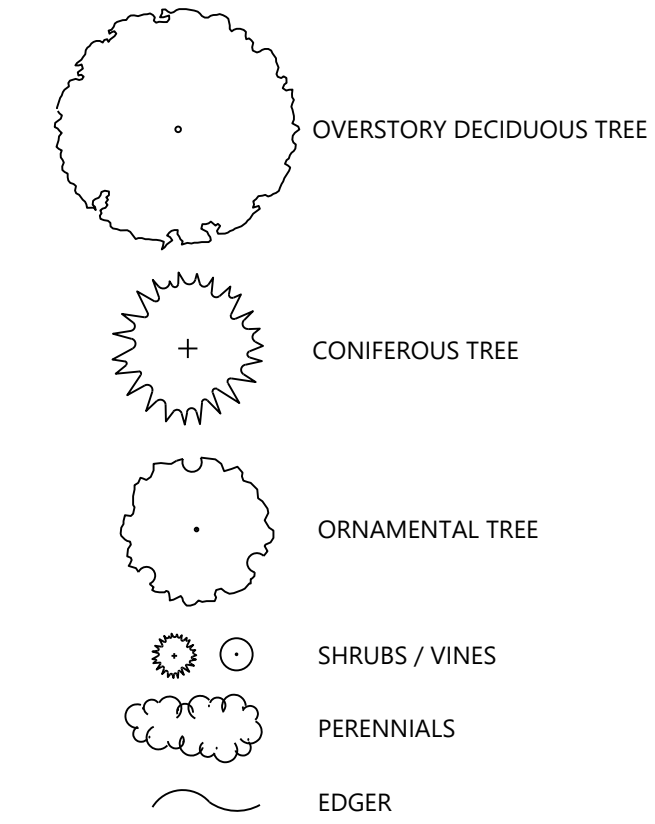 OVERSTORY DECIDUOUS TREE
CONIFEROUS TREE
ORNAMENTAL TREE
SHRUBS / VINES
PERENNIALS
EDGER